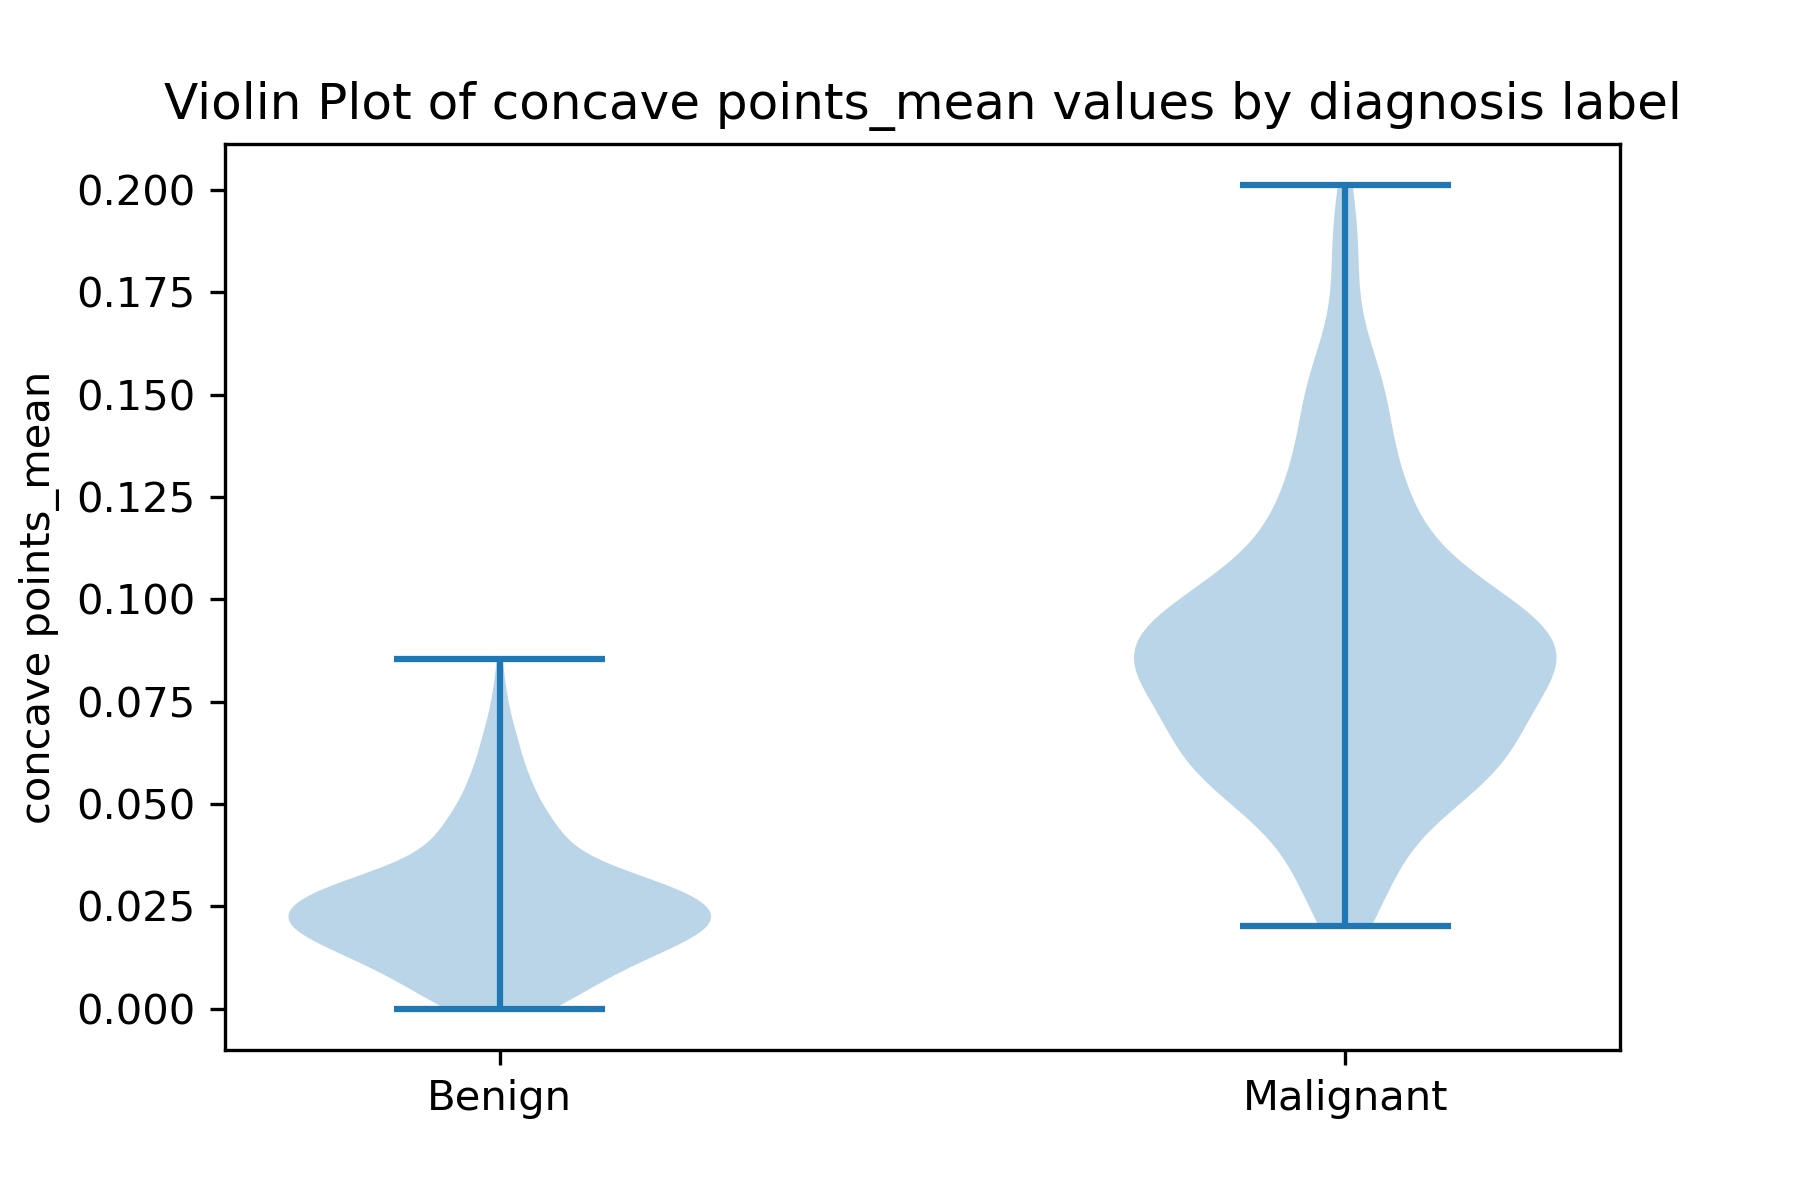 Violin Plot of concave points_mean values by diagnosis label
concave points_mean
0.200
0.175
0.150
0.125
0.100
0.075
0.050
0.025
0.000
Benign
Malignant